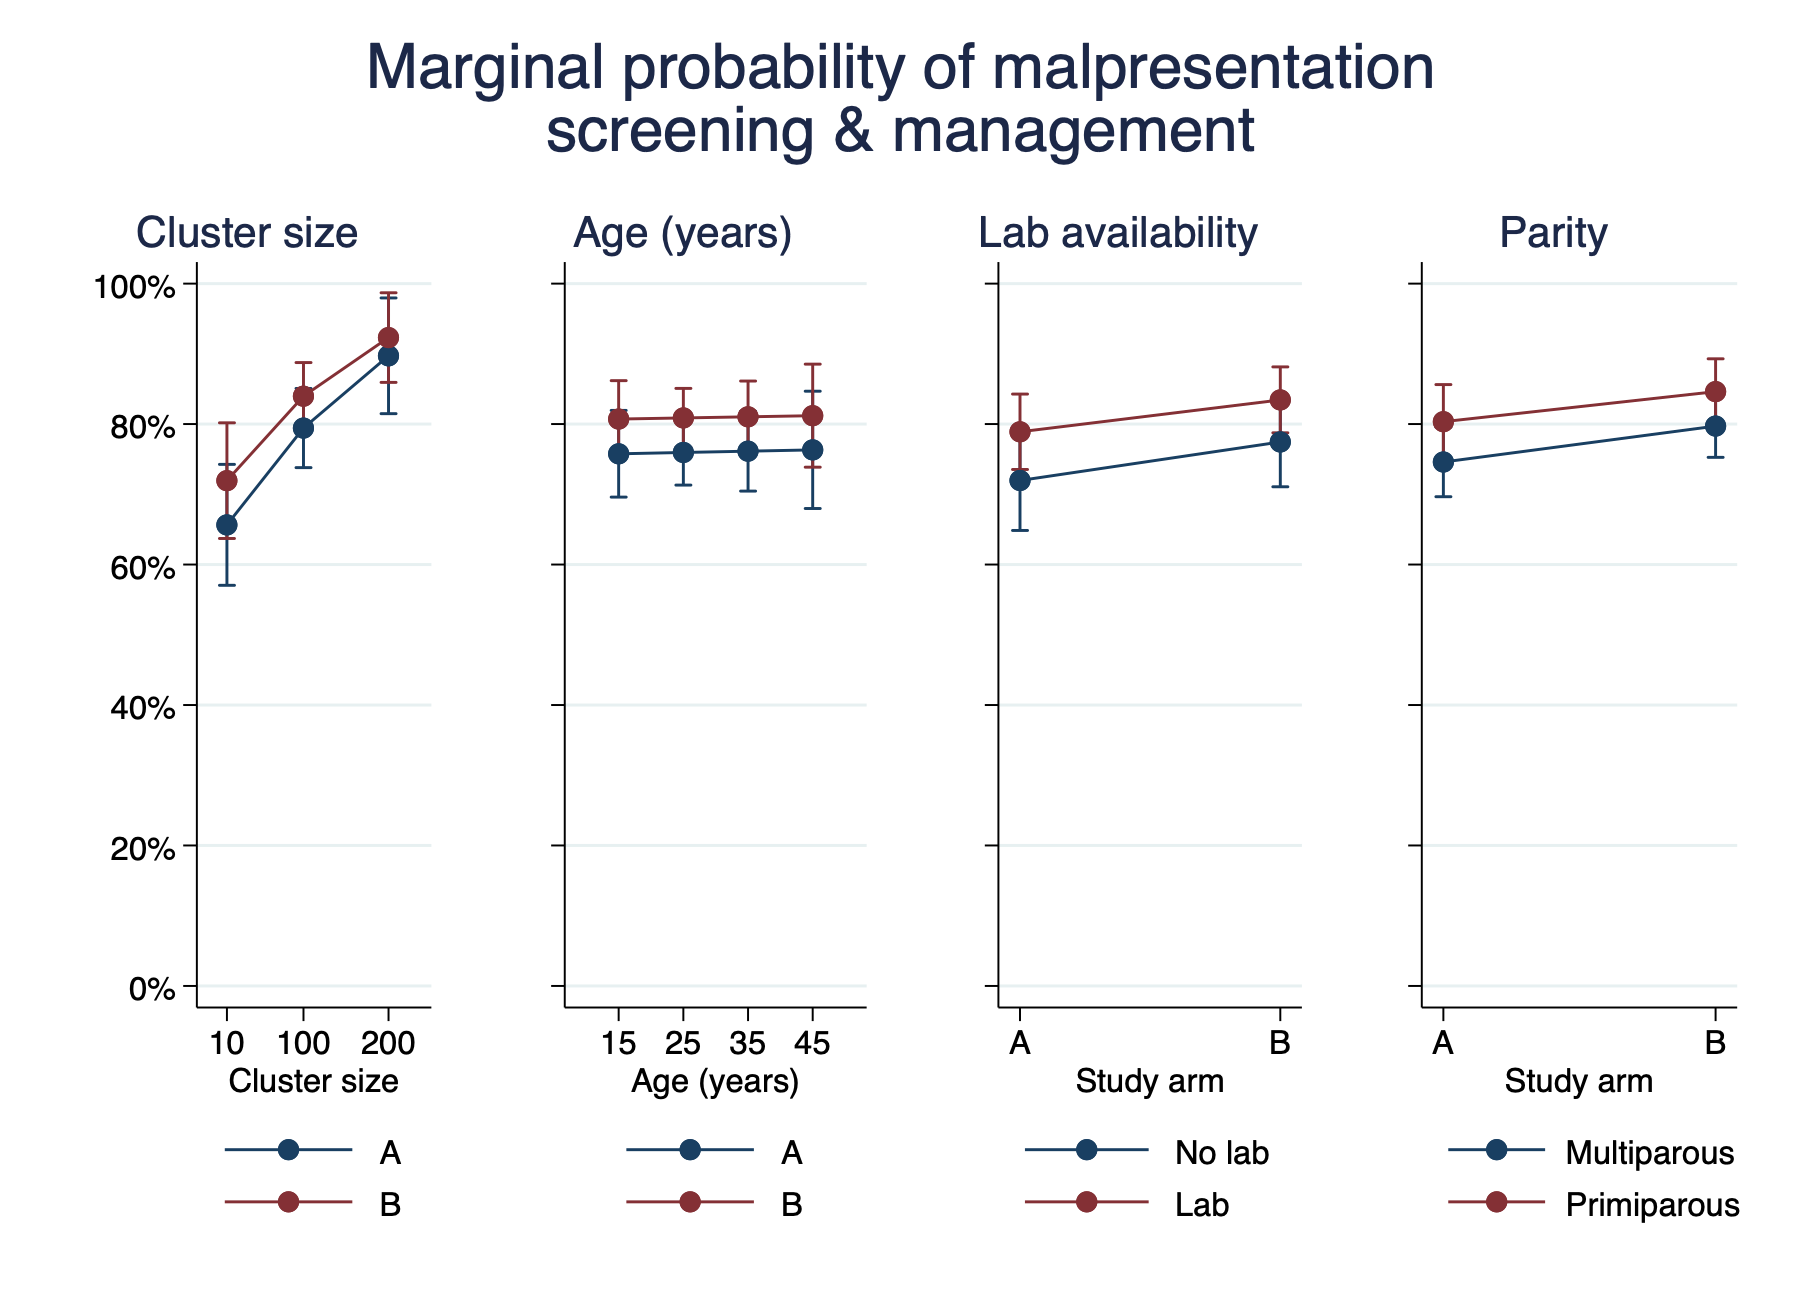 Marginal probability of malpresentation
screening & management
Cluster size
Age (years)
Lab availability
Parity
100%
80%
60%
40%
20%
0%
10 100 200
Cluster size
15 25 35 45
Age (years)
A B
Study arm
A B
Study arm
A
B
A
B
No lab
Lab
Multiparous
Primiparous